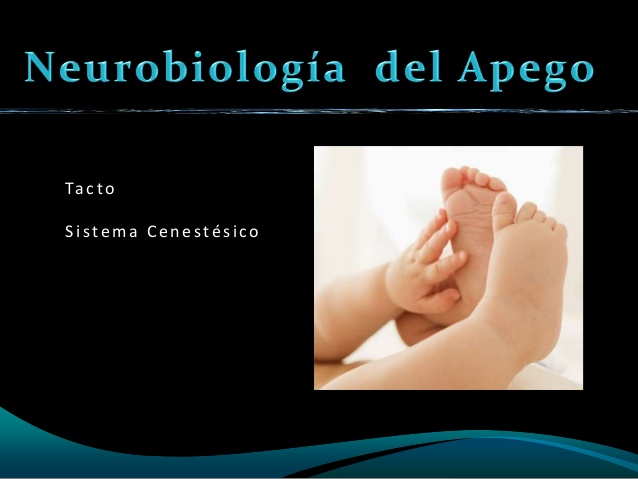 Neurobiología del Apego
Tacto
Sistema Cenestésico